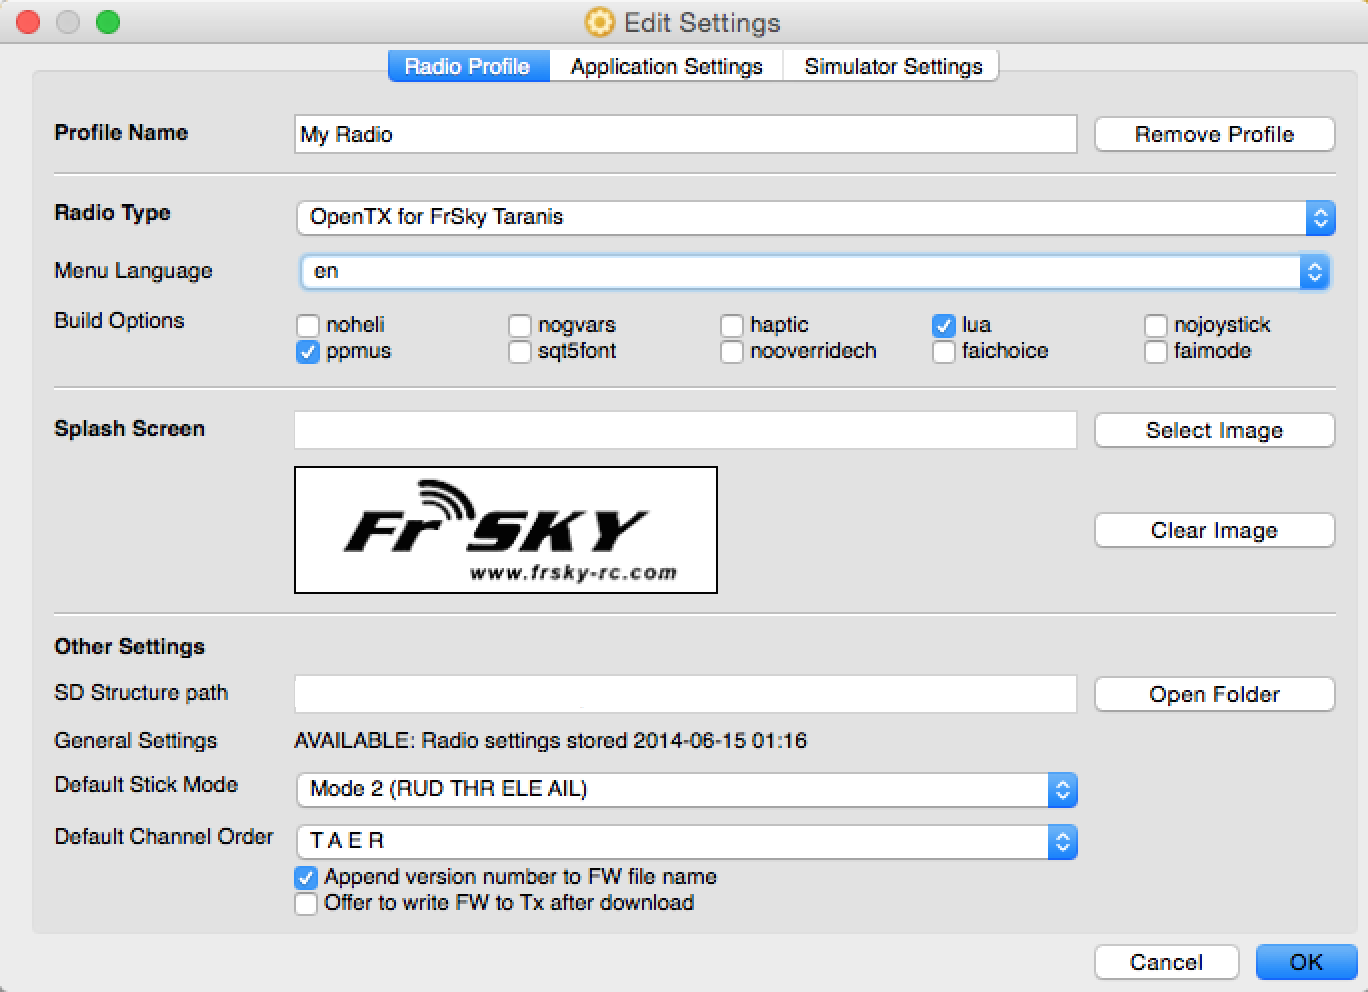 Edit Settings
Radio Profile Application Settings Simulator Settings
Profile Name My Radio Remove Profile
Radio Type OpenTX for FrSky Taranis
Menu Language en
Build Options noheli nogvars haptic lua nojoystick
ppmus sqt5font nooverridech faichoice faimode
Splash Screen Select Image
FrSKY
www.frsky-rc.com
Clear Image
Other Settings
SD Structure path Open Folder
General Settings AVAILABLE: Radio settings stored 2014-06-15 01:16
Default Stick Mode Mode 2 (RUD THR ELE AIL)
Default Channel Order T A E R
Append version number to FW file name
Offer to write FW to Tx after download
Cancel OK